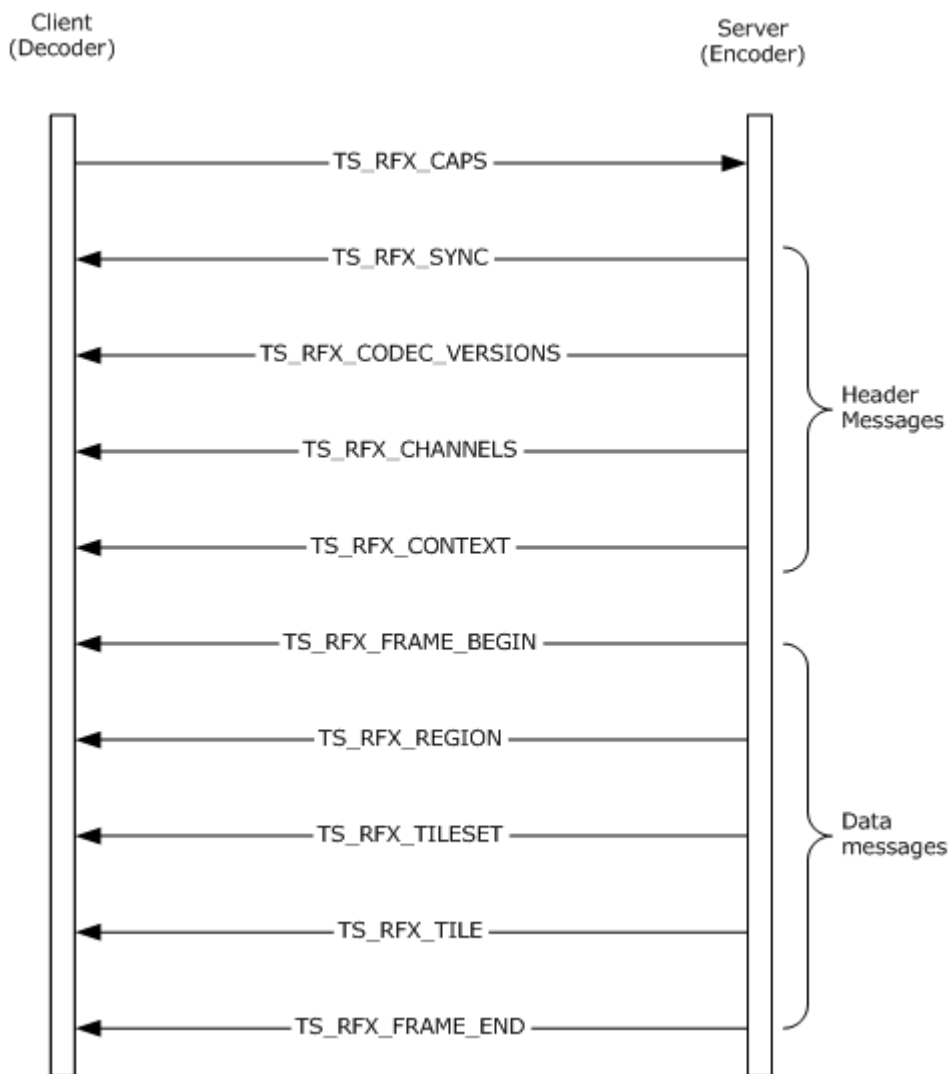 Client
(Decoder)
Server
(Encoder)
TS_RFX_CAPS
TS_RFX_SYNC
TS_RFX_CODEC_VERSIONS
TS_RFX_CHANNELS
TS_RFX_CONTEXT
Header
Messages
TS_RFX_FRAME_BEGIN
TS_RFX_REGION
TS_RFX_TILESET
TS_RFX_TILE
TS_RFX_FRAME_END
Data
messages